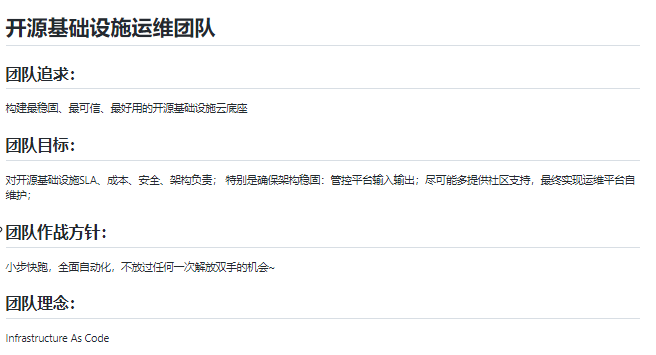 开源基础设施运维团队
团队追求：
构建最稳固、最可信、最好用的开源基础设施云底座
团队目标：
对开源基础设施SLA、成本、安全、架构负责； 特别是确保架构稳固：管控平台输入输出；尽可能多提供社区支持，最终实现运维平台自
维护；
团队作战方针：
小步快跑，全面自动化，不放过任何一次解放双手的机会~
团队理念：
Infrastructure As Code